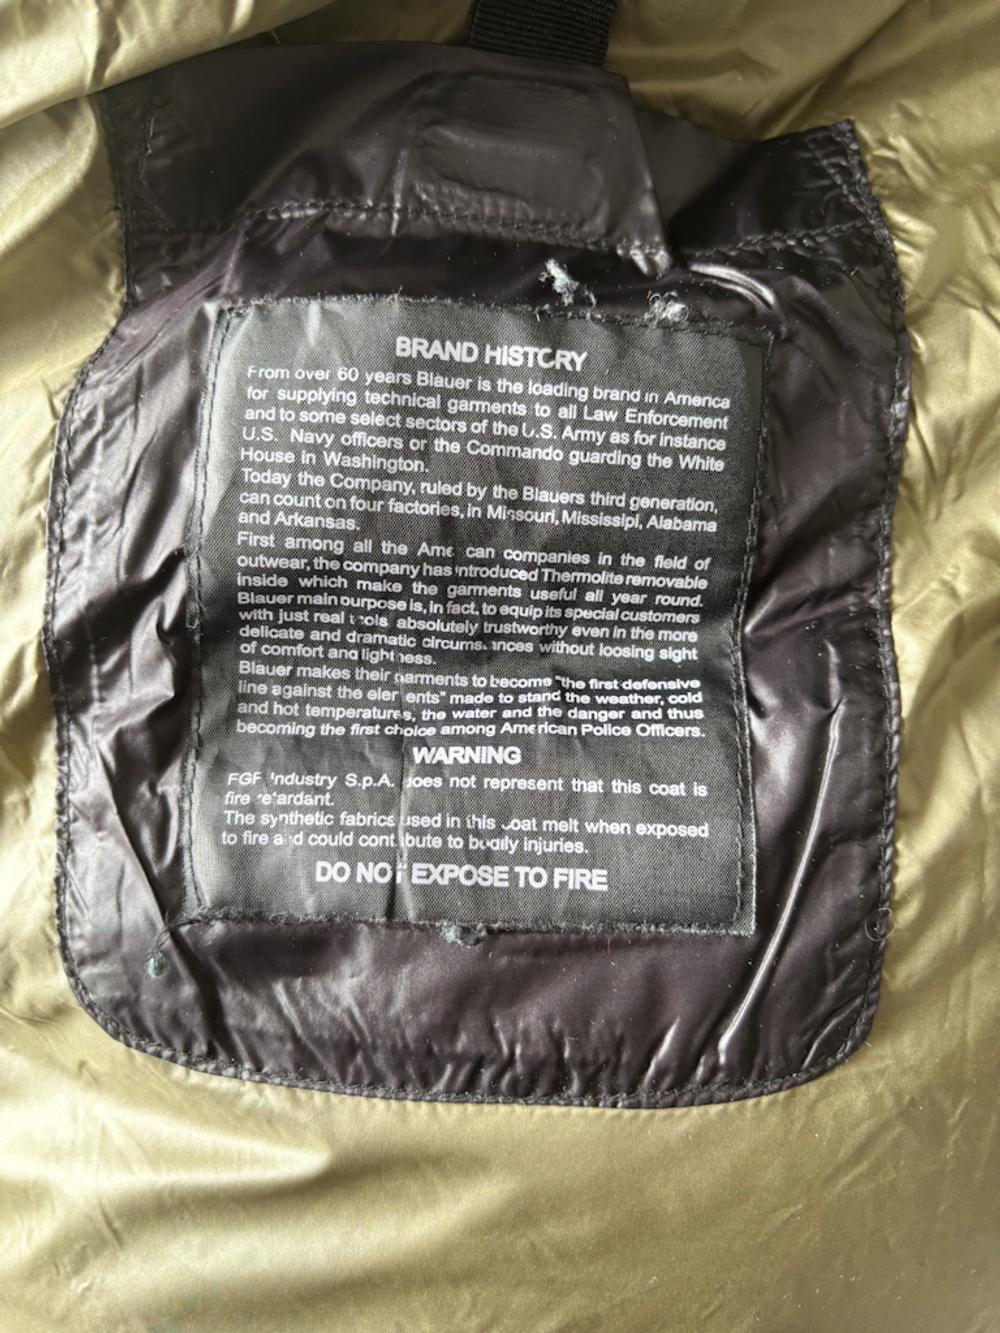 BRAND HISTORY
From over 60 years Blauer is the loading brand in America
for supplying technical garments to all Law Enforcement
and to some select sectors of the U.S. Army as for instance
U.S. Navy officers or the Commando guarding the White
House in Washington.
Today the Company, ruled by the Blauers third generation,
can count on four factories, in Missouri, Mississipi, Alabama
and Arkansas.
First among all the American companies in the field of
outwear, the company has introduced Thermolite removable
inside which make the garments useful all year round.
Blauer main purpose is, in fact, to equip its special customers
with just real tools absolutely trustworthy even in the more
delicate and dramatic circumstances without loosing sight
of comfort and lightness.
Blauer makes their garments to become "the first defensive
line against the elements" made to stand the weather, cold
and hot temperatures, the water and the danger and thus
becoming the first choice among American Police Officers.
WARNING
FGF Industry S.p.A. does not represent that this coat is
fire retardant.
The synthetic fabrics used in this coat melt when exposed
to fire and could contribute to bodily injuries.
DO NOT EXPOSE TO FIRE